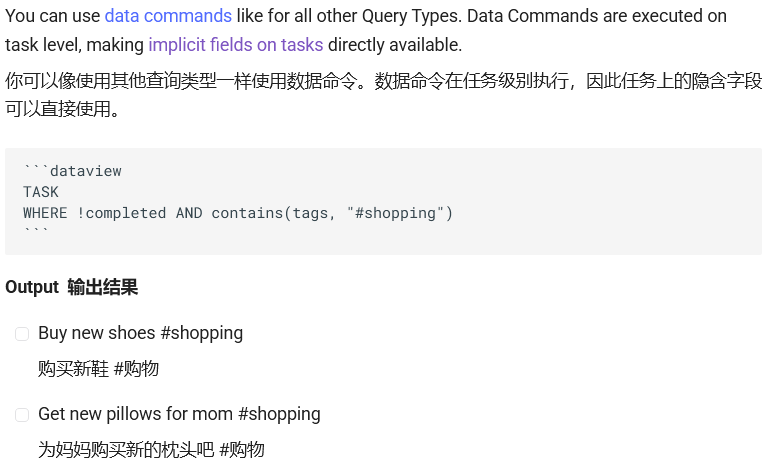 You can use data commands like for all other Query Types. Data Commands are executed on
task level, making implicit fields on tasks directly available.
你可以像使用其他查询类型一样使用数据命令。数据命令在任务级别执行，因此任务上的隐含字段
可以直接使用。
```dataview
TASK
WHERE !completed AND contains(tags, "#shopping")
```
Output 输出结果
Buy new shoes #shopping
购买新鞋 #购物
Get new pillows for mom #shopping
为妈妈购买新的枕头吧 #购物